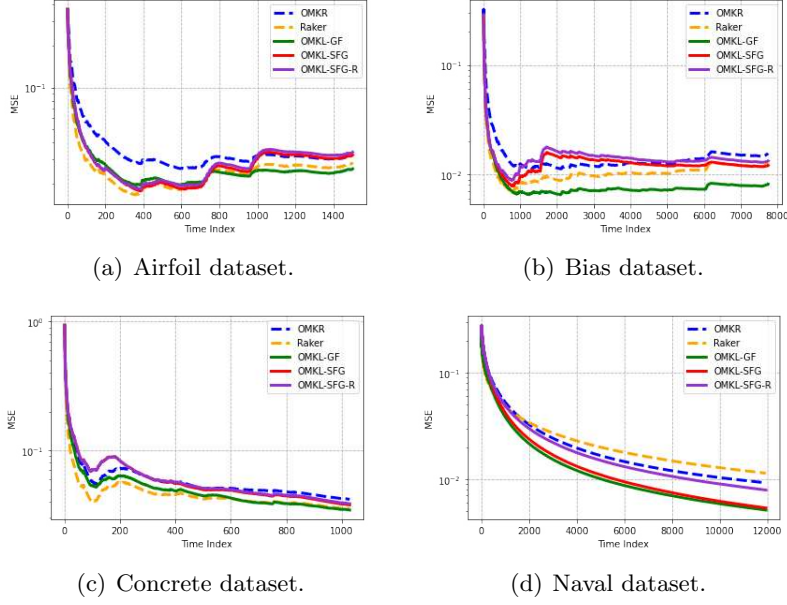 OMKR
Raker
OMKL-GF
OMKL-SFG
OMKL-SFG-R
MSE
10⁻¹
0 200 400 600 800 1000 1200 1400
Time Index
(a) Airfoil dataset.
OMKR
Raker
OMKL-GF
OMKL-SFG
OMKL-SFG-R
MSE
10⁻¹
10⁻²
0 1000 2000 3000 4000 5000 6000 7000 8000
Time Index
(b) Bias dataset.
OMKR
Raker
OMKL-GF
OMKL-SFG
OMKL-SFG-R
MSE
10⁰
10⁻¹
0 200 400 600 800 1000
Time Index
(c) Concrete dataset.
OMKR
Raker
OMKL-GF
OMKL-SFG
OMKL-SFG-R
MSE
10⁻¹
10⁻²
0 2000 4000 6000 8000 10000 12000
Time Index
(d) Naval dataset.